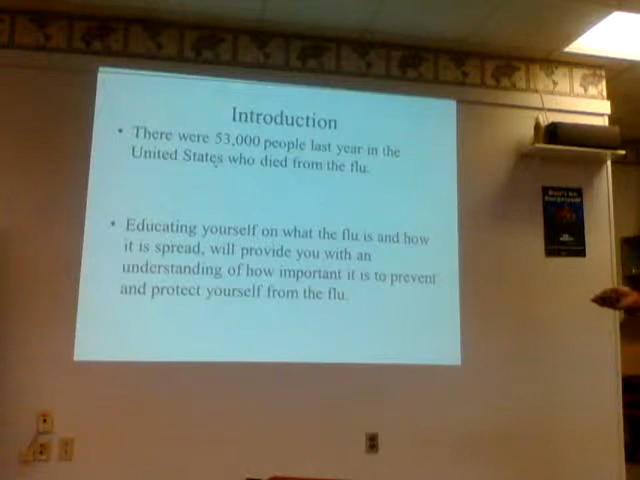 Introduction
• There were 53,000 people last year in the
United States who died from the flu.
• Educating yourself on what the flu is and how
it is spread, will provide you with an
understanding of how important it is to prevent
and protect yourself from the flu.